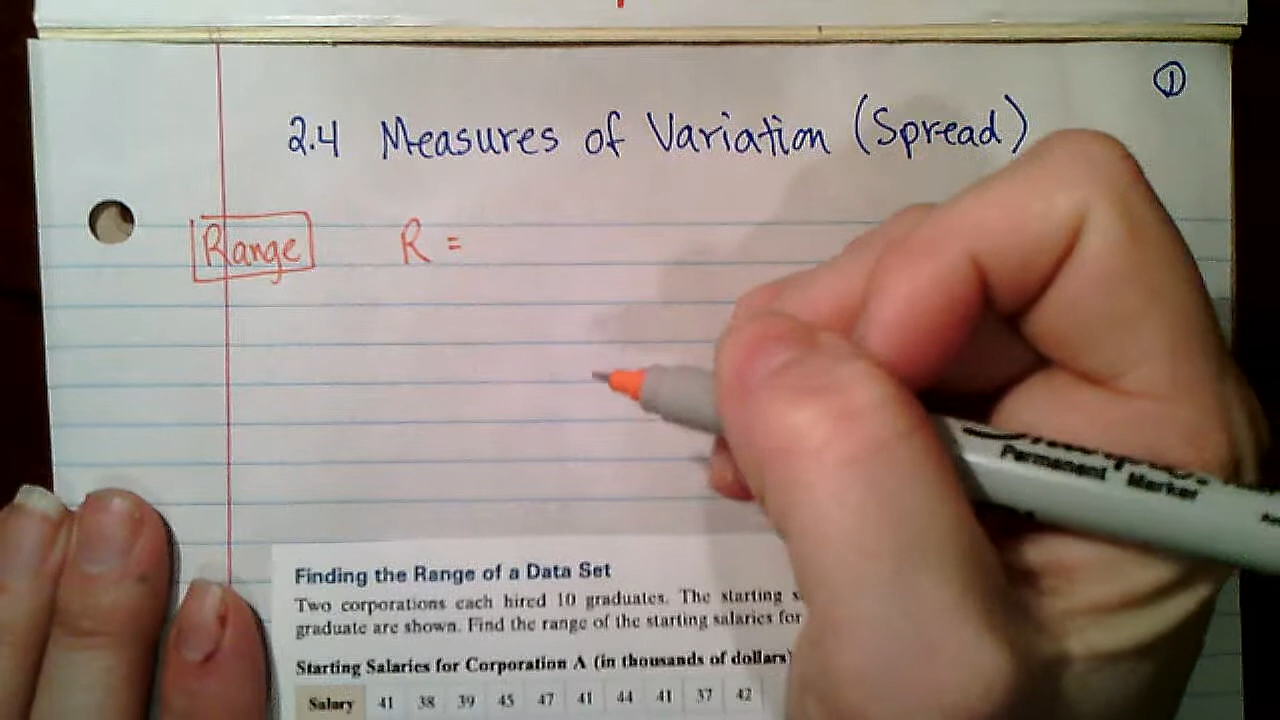 ①
2.4 Measures of Variation (Spread)
Range R =
Permanent Marker
Finding the Range of a Data Set
Two corporations each hired 10 graduates. The starting
graduate are shown. Find the range of the starting salaries for
Starting Salaries for Corporation A (in thousands of dollars)
Salary 41 38 39 45 47 41 44 41 37 42